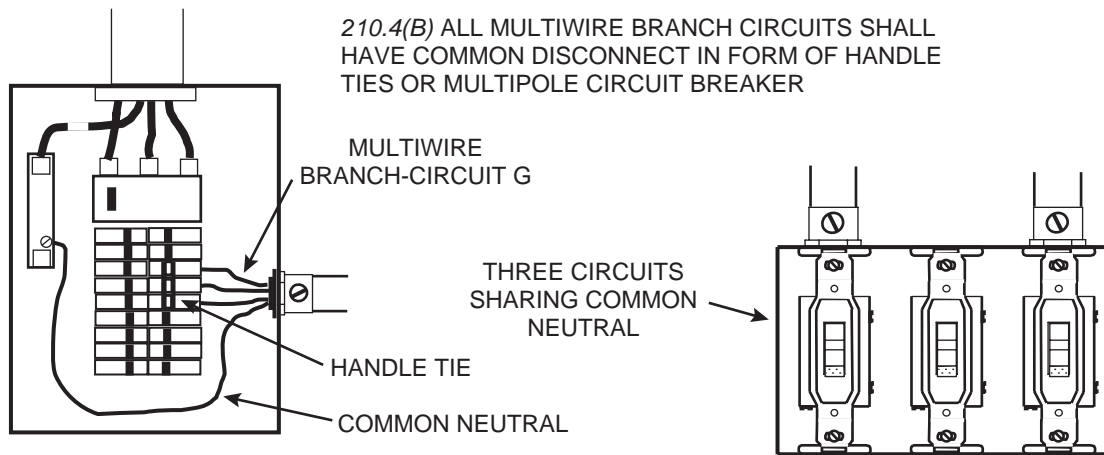 210.4(B) ALL MULTIWIRE BRANCH CIRCUITS SHALL
HAVE COMMON DISCONNECT IN FORM OF HANDLE
TIES OR MULTIPOLE CIRCUIT BREAKER
MULTIWIRE
BRANCH-CIRCUIT G
THREE CIRCUITS
SHARING COMMON
NEUTRAL
HANDLE TIE
COMMON NEUTRAL